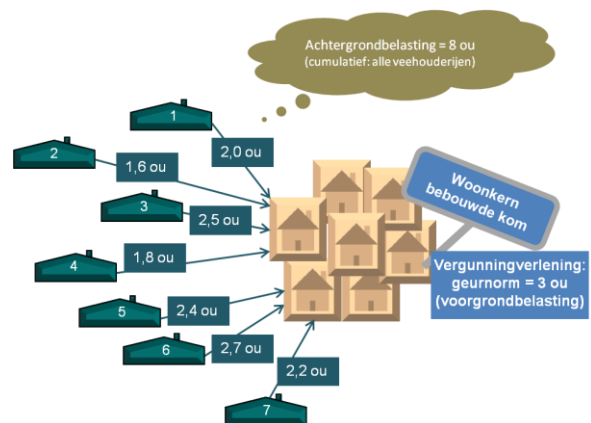 Achtergrondbelasting = 8 ou
(cumulatief: alle veehouderijen)
1
2,0 ou
2
1,6 ou
3
2,5 ou
4
1,8 ou
5
2,4 ou
6
2,7 ou
7
2,2 ou
Woonkern
bebouwde kom
Vergunningverlening:
geurnorm = 3 ou
(voorgrondbelasting)